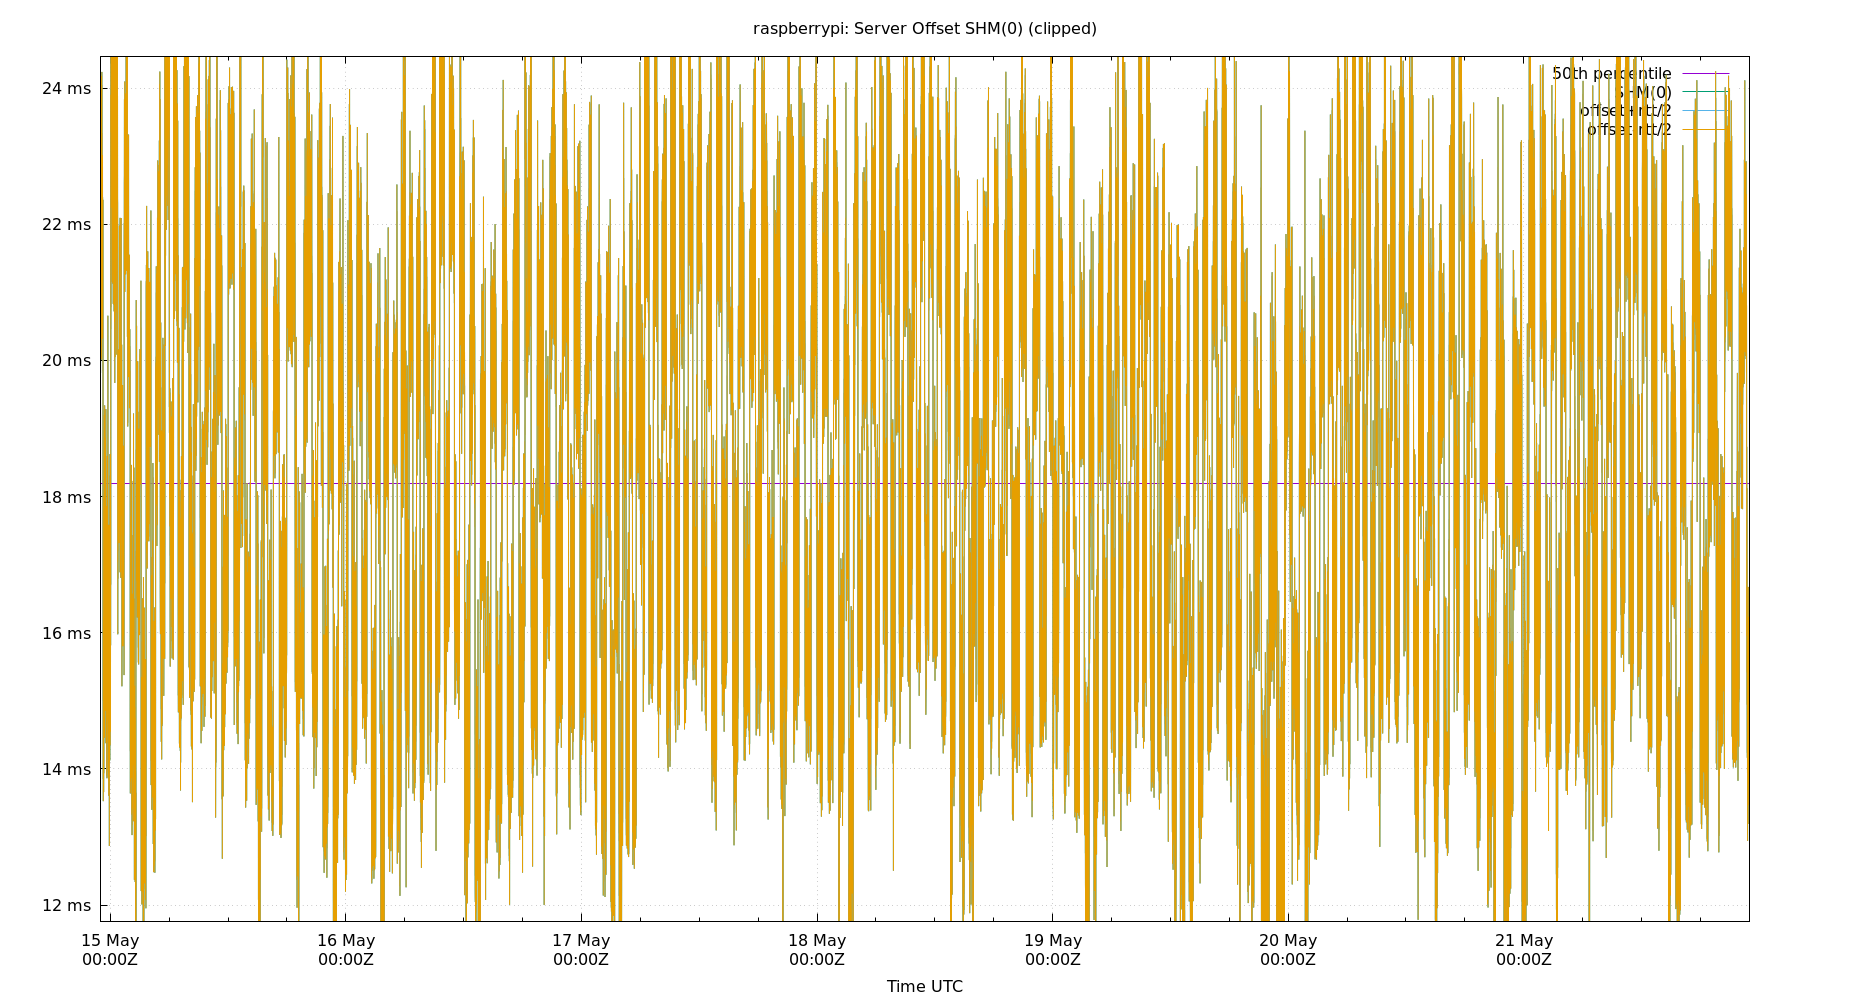 raspberrypi: Server Offset SHM(0) (clipped)
24 ms
22 ms
20 ms
18 ms
16 ms
14 ms
12 ms
50th percentile
SHM(0)
offset+rtt/2
offset-rtt/2
15 May
00:00Z
16 May
00:00Z
17 May
00:00Z
18 May
00:00Z
19 May
00:00Z
20 May
00:00Z
21 May
00:00Z
Time UTC